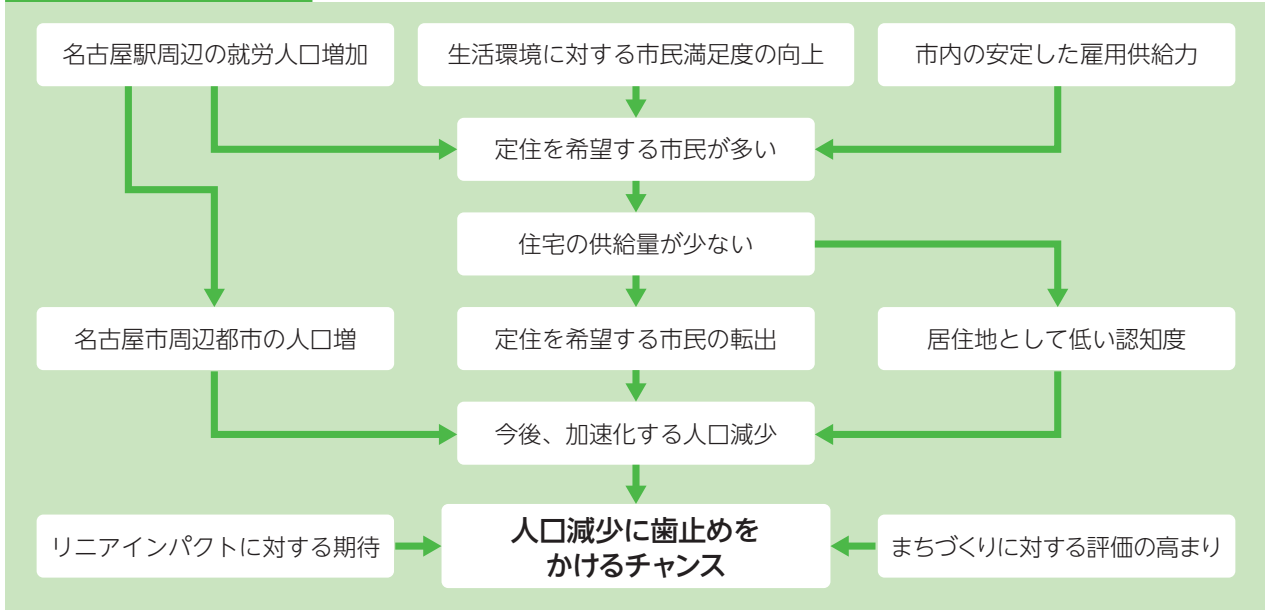 名古屋駅周辺の就労人口増加
生活環境に対する市民満足度の向上
市内の安定した雇用供給力
定住を希望する市民が多い
住宅の供給量が少ない
名古屋市周辺都市の人口増
定住を希望する市民の転出
居住地として低い認知度
今後、加速化する人口減少
リニアインパクトに対する期待
人口減少に歯止めを
かけるチャンス
まちづくりに対する評価の高まり